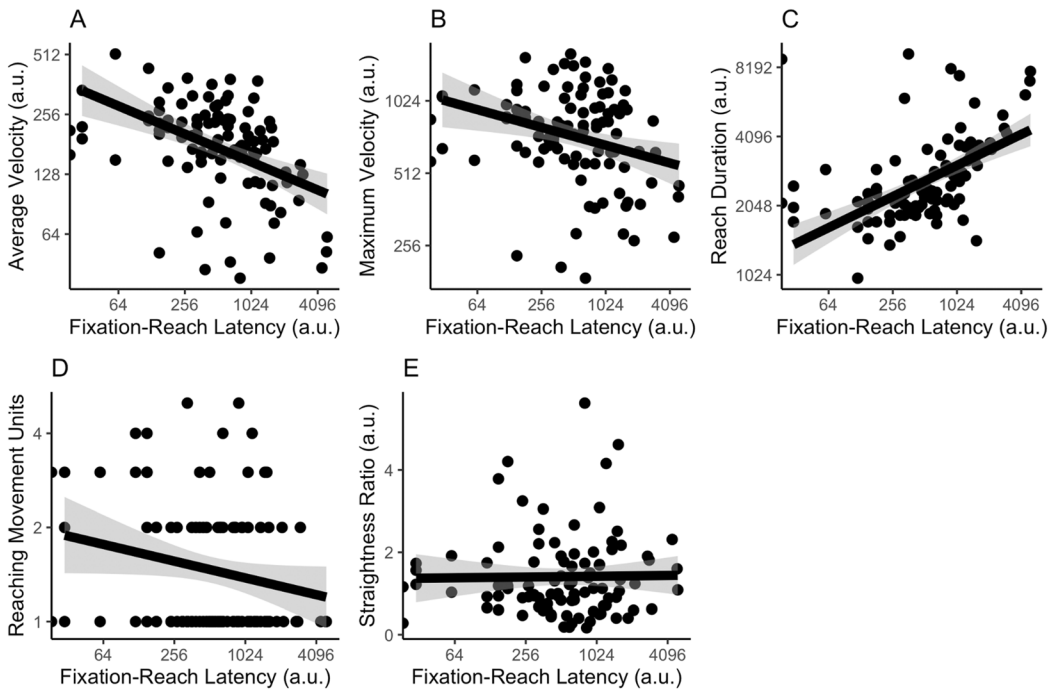 A
Average Velocity (a.u.)
512
256
128
64
64 256 1024 4096
Fixation-Reach Latency (a.u.)
B
Maximum Velocity (a.u.)
1024
512
256
64 256 1024 4096
Fixation-Reach Latency (a.u.)
C
Reach Duration (a.u.)
8192
4096
2048
1024
64 256 1024 4096
Fixation-Reach Latency (a.u.)
D
Reaching Movement Units
4
2
1
64 256 1024 4096
Fixation-Reach Latency (a.u.)
E
Straightness Ratio (a.u.)
4
2
0
64 256 1024 4096
Fixation-Reach Latency (a.u.)